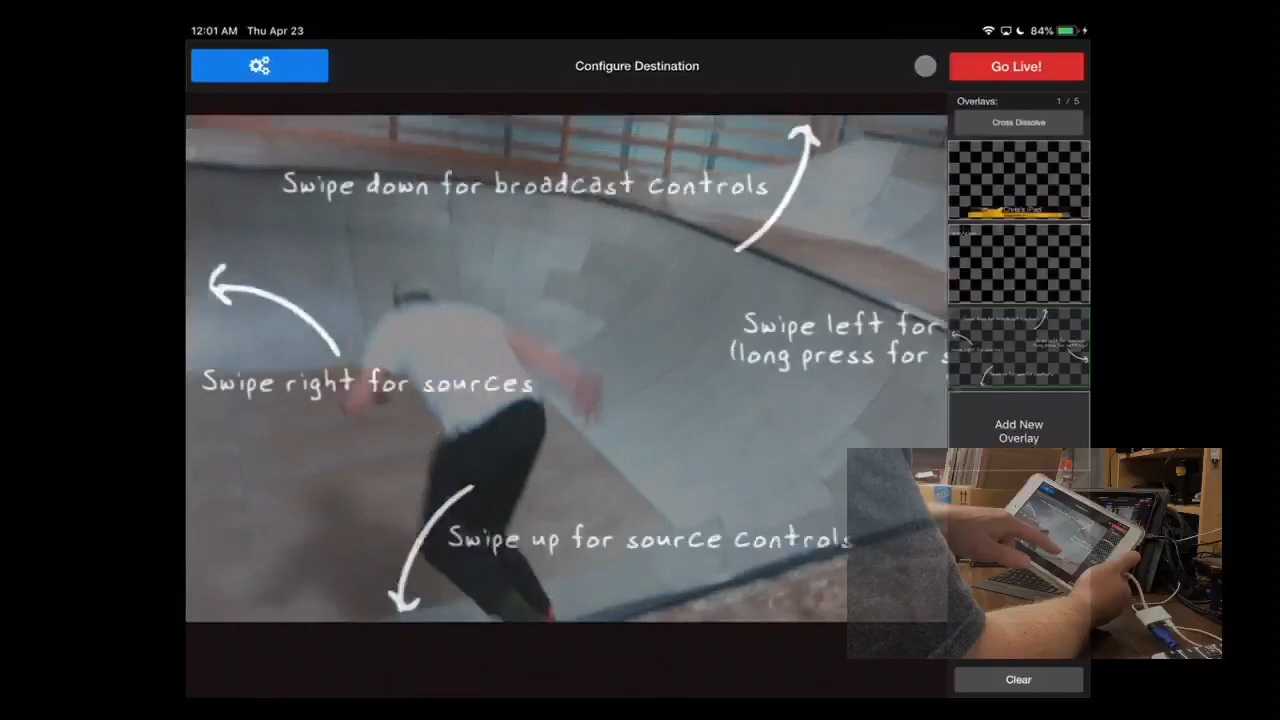 12:01 AM Thu Apr 23
84%
Configure Destination
Go Live!
Overlays: 1 / 5
Cross Dissolve
Swipe down for broadcast controls
Chris's iPad
Swipe left for
(long press for s
Swipe right for sources
Add New
Overlay
Swipe up for source controls
Clear